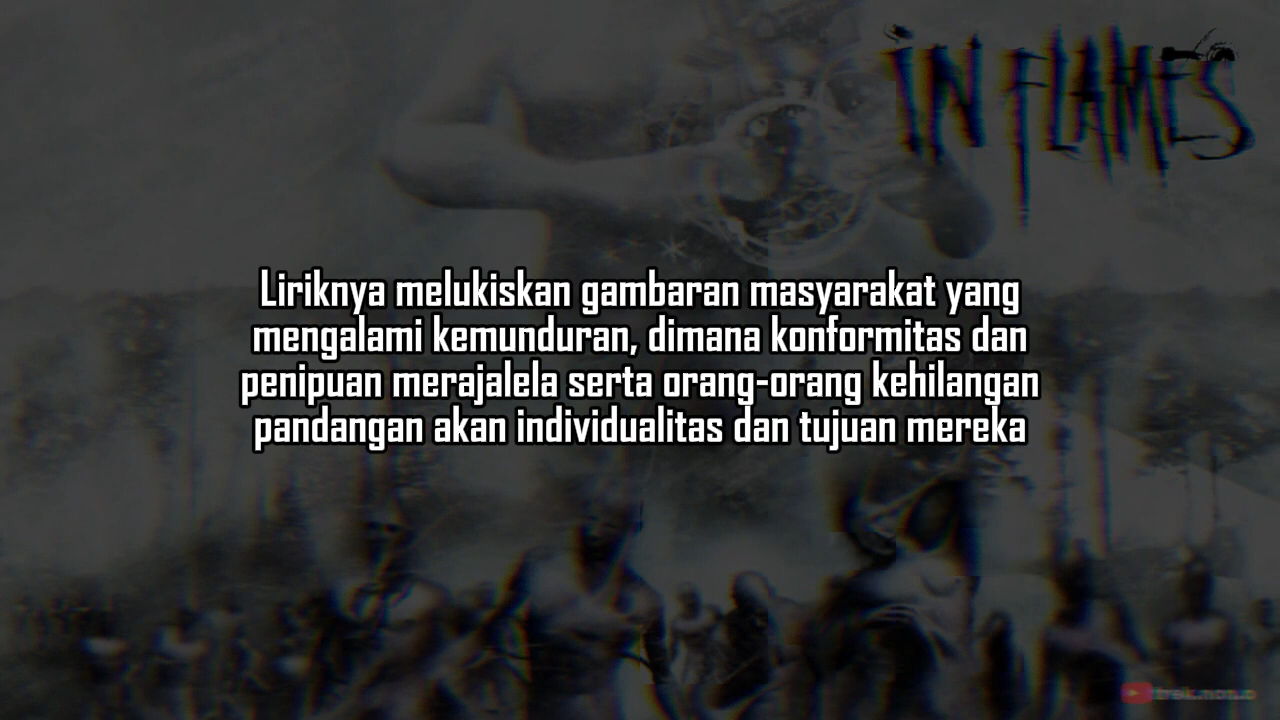 IN FLAMES
Liriknya melukiskan gambaran masyarakat yang
mengalami kemunduran, dimana konformitas dan
penipuan merajalela serta orang-orang kehilangan
pandangan akan individualitas dan tujuan mereka